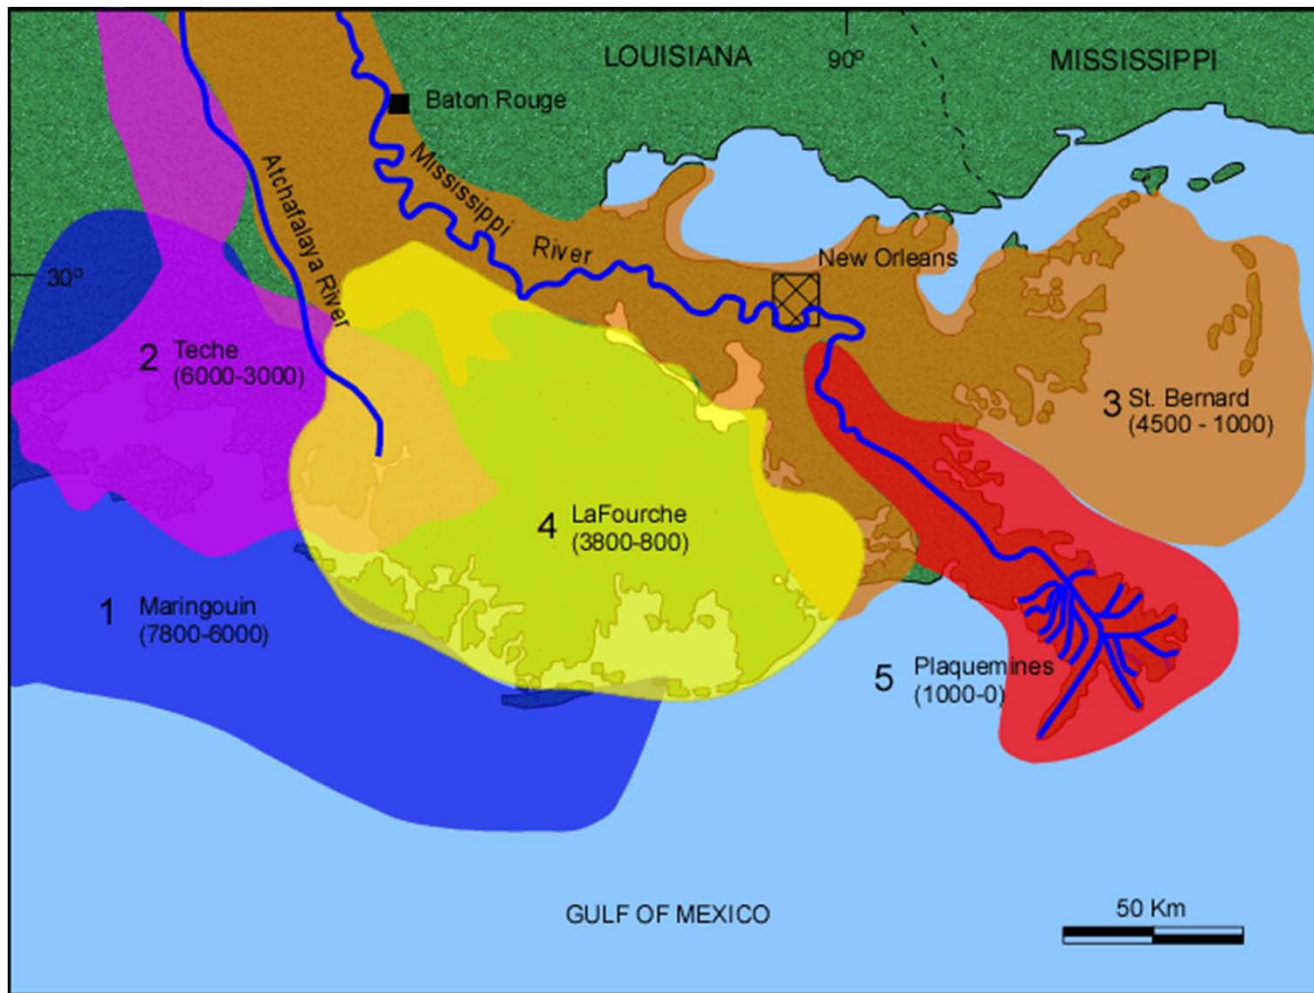 LOUISIANA
90º
MISSISSIPPI
Baton Rouge
Mississippi River
Atchafalaya River
New Orleans
30º
2 Teche
(6000-3000)
3 St. Bernard
(4500 - 1000)
4 LaFourche
(3800-800)
1 Maringouin
(7800-6000)
5 Plaquemines
(1000-0)
GULF OF MEXICO
50 Km